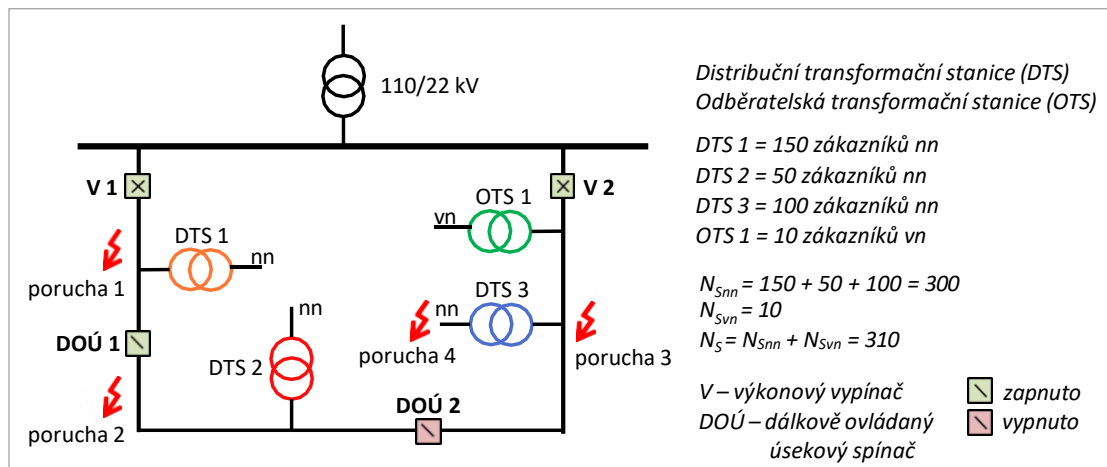 110/22 kV
V 1
V 2
OTS 1
vn
DTS 1
nn
porucha 1
nn
DTS 3
nn
DOÚ 1
porucha 4
porucha 3
DTS 2
DOÚ 2
porucha 2
Distribuční transformační stanice (DTS)
Odběratelská transformační stanice (OTS)
DTS 1 = 150 zákazníků nn
DTS 2 = 50 zákazníků nn
DTS 3 = 100 zákazníků nn
OTS 1 = 10 zákazníků vn
NSnn = 150 + 50 + 100 = 300
NSvn = 10
NS = NSnn + NSvn = 310
V – výkonový vypínač
zapnuto
DOÚ – dálkově ovládaný
vypnuto
úsekový spínač